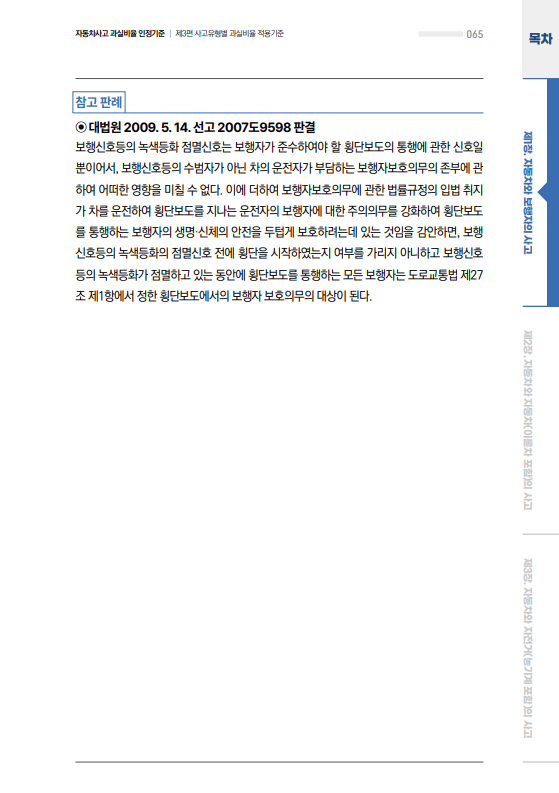 자동차사고 과실비율 인정기준 | 제3편 사고유형별 과실비율 적용기준
065
목차
참고 판례
◉ 대법원 2009. 5. 14. 선고 2007도9598 판결
보행신호등의 녹색등화 점멸신호는 보행자가 준수하여야 할 횡단보도의 통행에 관한 신호일
뿐이어서, 보행신호등의 수범자가 아닌 차의 운전자가 부담하는 보행자보호의무의 존부에 관
하여 어떠한 영향을 미칠 수 없다. 이에 더하여 보행자보호의무에 관한 법률규정의 입법 취지
가 차를 운전하여 횡단보도를 지나는 운전자의 보행자에 대한 주의의무를 강화하여 횡단보도
를 통행하는 보행자의 생명·신체의 안전을 두텁게 보호하려는데 있는 것임을 감안하면, 보행
신호등의 녹색등화의 점멸신호 전에 횡단을 시작하였는지 여부를 가리지 아니하고 보행신호
등의 녹색등화가 점멸하고 있는 동안에 횡단보도를 통행하는 모든 보행자는 도로교통법 제27
조 제1항에서 정한 횡단보도에서의 보행자 보호의무의 대상이 된다.
제1장. 자동차와 보행자의 사고
제2장. 자동차와 자동차(이륜차 포함)의 사고
제3장. 자동차와 자전거(농기계 포함)의 사고